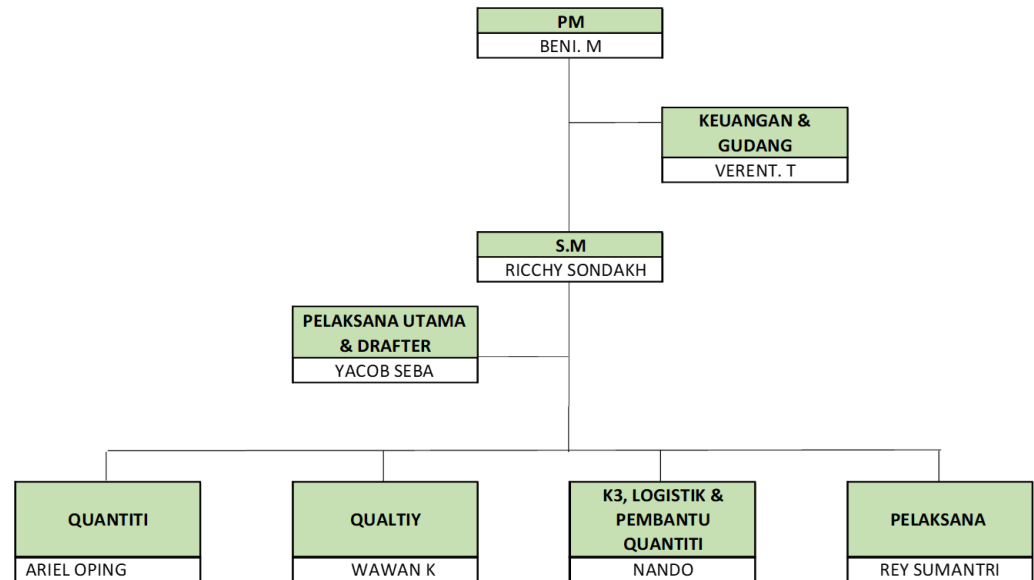 PM
BENI. M
KEUANGAN &
GUDANG
VERENT. T
S.M
RICCHY SONDAKH
PELAKSANA UTAMA
& DRAFTER
YACOB SEBA
QUANTITI
ARIEL OPING
QUALTIY
WAWAN K
K3, LOGISTIK &
PEMBANTU
QUANTITI
NANDO
PELAKSANA
REY SUMANTRI